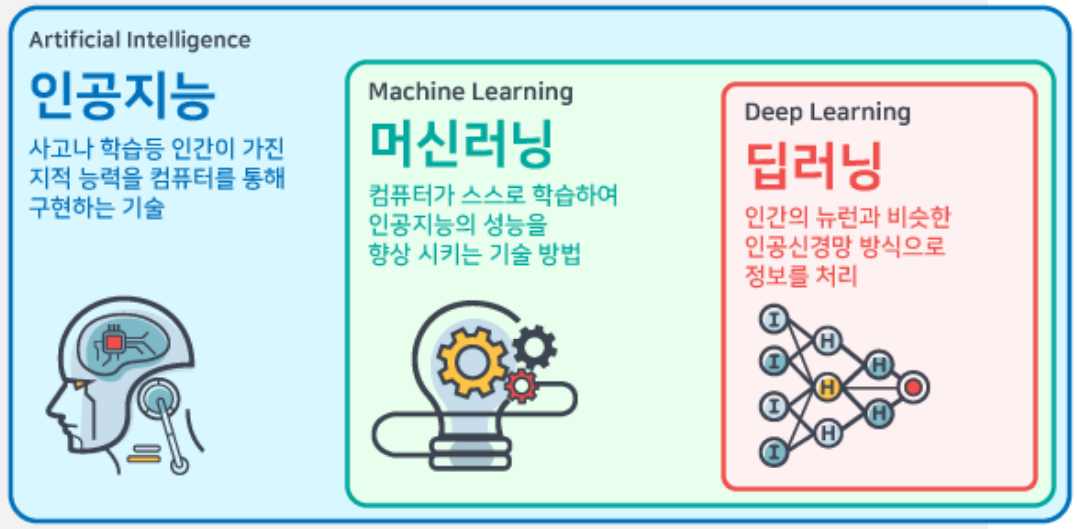 Artificial Intelligence
인공지능
사고나 학습등 인간이 가진
지적 능력을 컴퓨터를 통해
구현하는 기술
Machine Learning
머신러닝
컴퓨터가 스스로 학습하여
인공지능의 성능을
향상 시키는 기술 방법
Deep Learning
딥러닝
인간의 뉴런과 비슷한
인공신경망 방식으로
정보를 처리
I
H
I
H
H
I
H
H
I